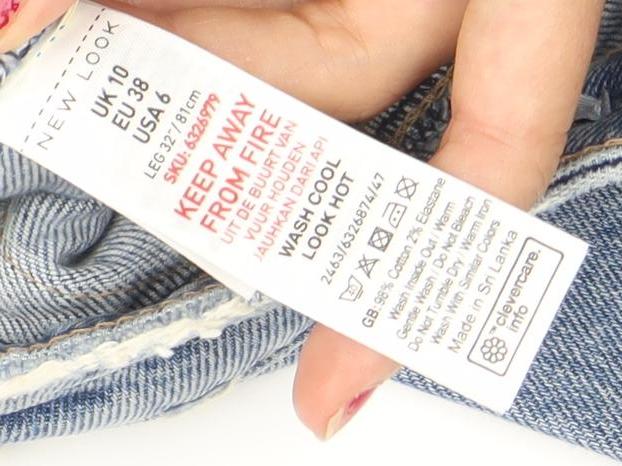 NEW LOOK
UK 10
EU 38
USA 6
LEG 32"/81cm
SKU: 6326979
KEEP AWAY
FROM FIRE
UIT DE BUURT VAN
VUUR HOUDEN
JAUHKAN DARI API
WASH COOL
LOOK HOT
2463/6326874/47
GB: 98% Cotton 2% Elastane
Wash Inside Out/ Warm
Gentle Wash / Do Not Bleach
Do Not Tumble Dry / Warm Iron
Wash With Similar Colors
Made in Sri Lanka
™ clevercare.
info